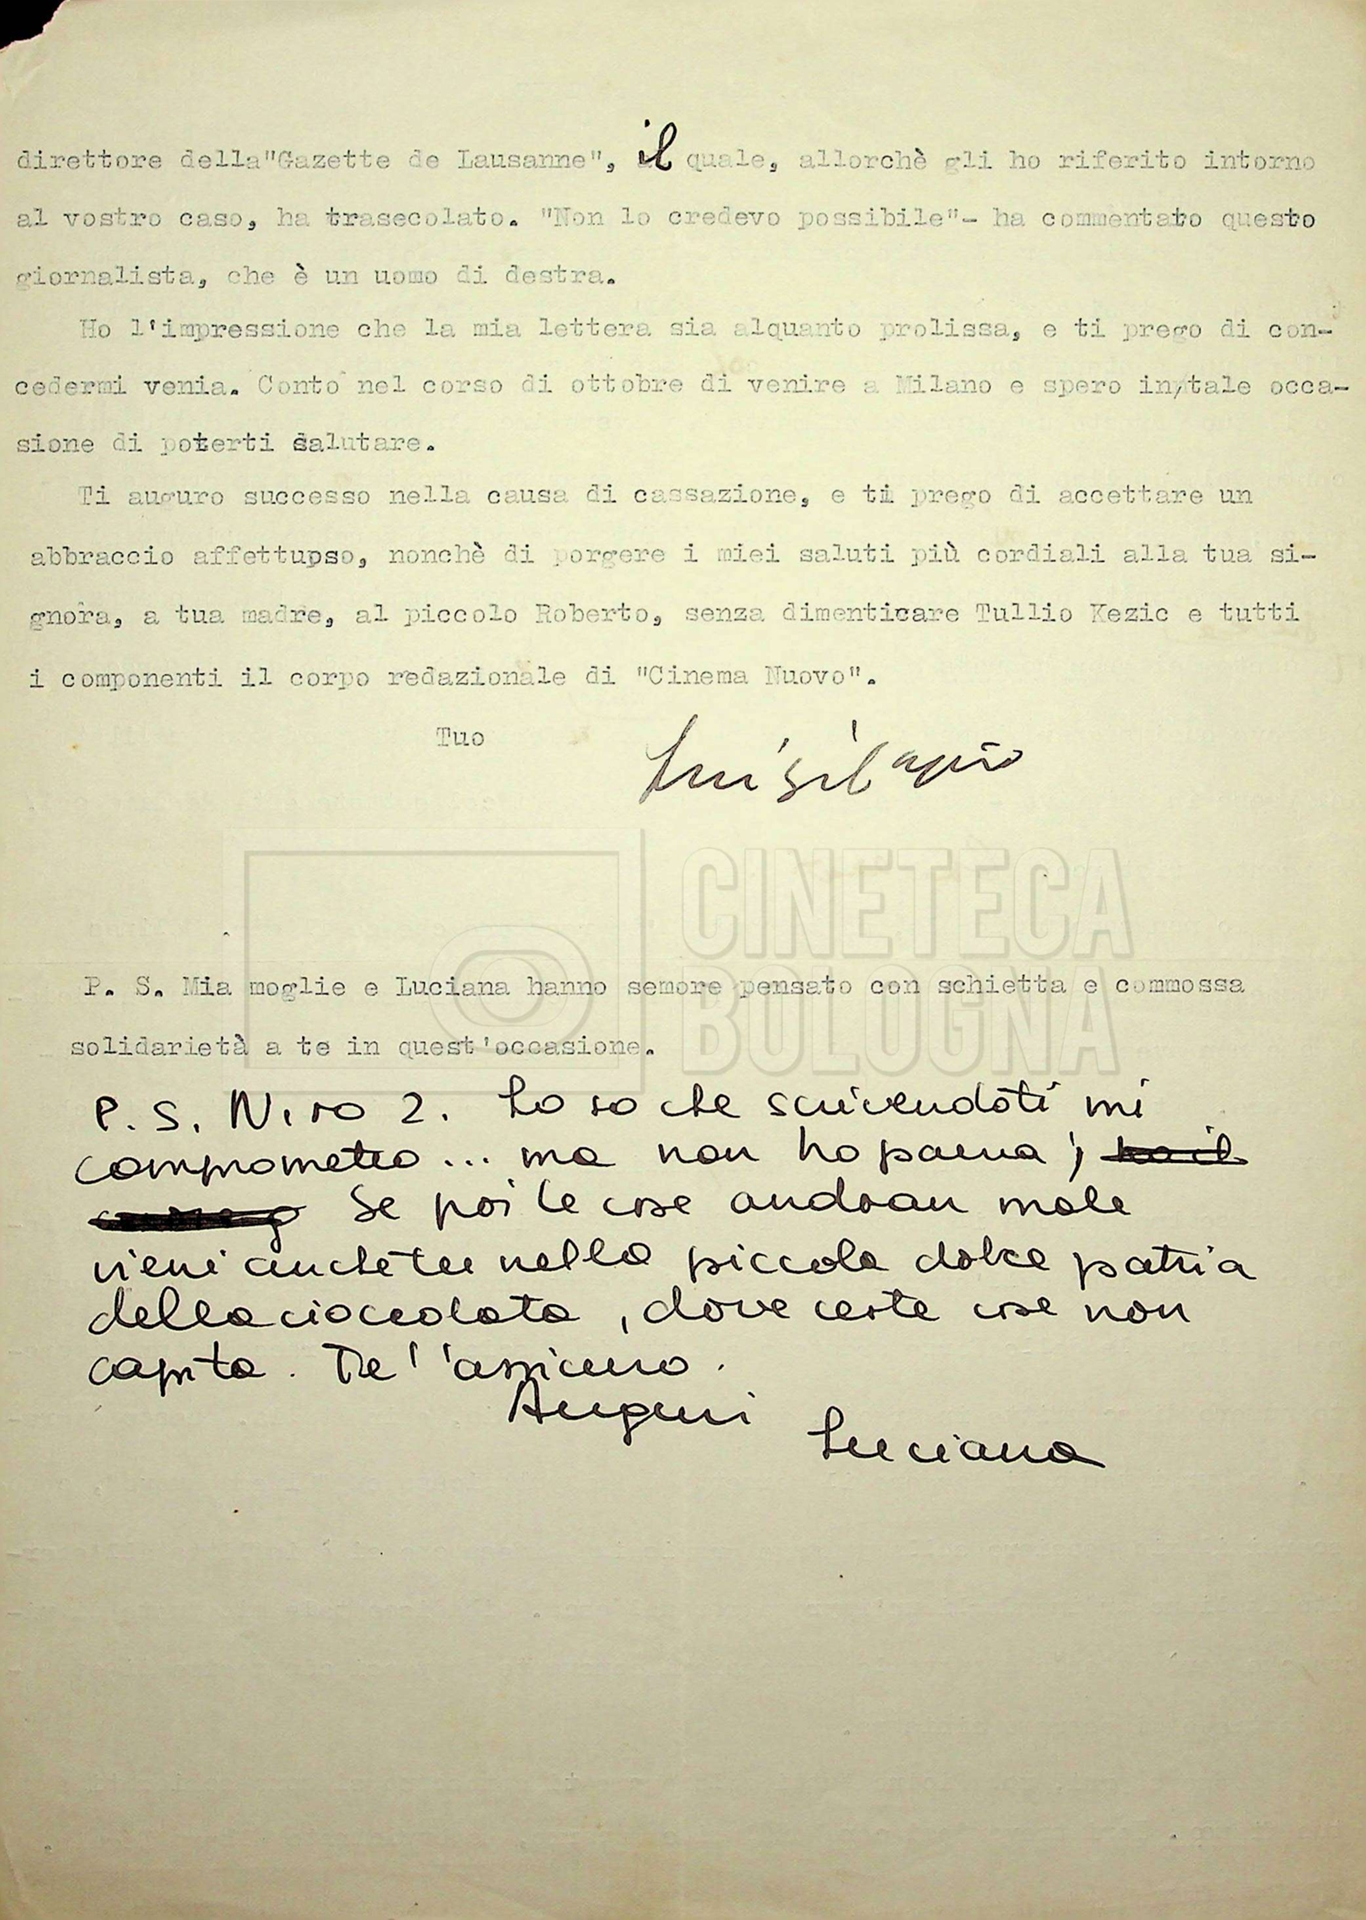 direttore della"Gazette de Lausanne", il quale, allorchè gli ho riferito intorno
al vostro caso, ha trasecolato. "Non lo credevo possibile"- ha commentato questo
giornalista, che è un uomo di destra.
Ho l'impressione che la mia lettera sia alquanto prolissa, e ti prego di con-
cedermi venia. Conto nel corso di ottobre di venire a Milano e spero in/tale occa-
sione di poterti salutare.
Ti auguro successo nella causa di cassazione, e ti prego di accettare un
abbraccio affettupso, nonchè di porgere i miei saluti più cordiali alla tua si-
gnora, a tua madre, al piccolo Roberto, senza dimenticare Tullio Kezic e tutti
i componenti il corpo redazionale di "Cinema Nuovo".
Tuo
CINETECA
BOLOGNA
P. S. Mia moglie e Luciana hanno semore pensato con schietta e commossa
solidarietà a te in quest'occasione.
P. S. N.ro 2. Lo so che scrivendoti mi
comprometto... ma non ho paura;
Se poi le cose andran male
vieni anche tu nella piccola dolce patria
della cioccolata, dove certe cose non
capita. Te l'assicuro.
Auguri
Luciana